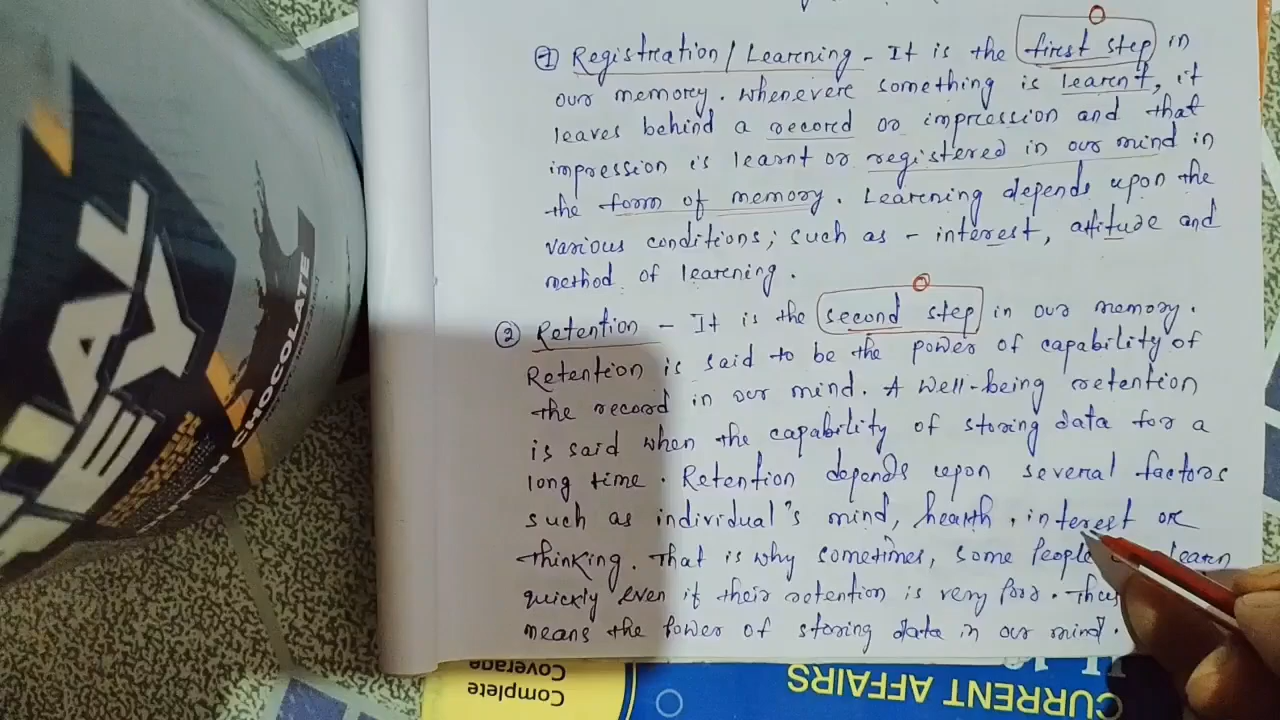 ① Registration/Learning - It is the first step in
our memory. Whenever something is learnt, it
leaves behind a record or impression and that
impression is learnt or registered in our mind in
the form of memory. Learning depends upon the
various conditions; such as - interest, attitude and
method of learning.
② Retention - It is the second step in our memory.
Retention is said to be the power of capability of
the record in our mind. A well-being retention
is said when the capability of storing data for a
long time. Retention depends upon several factors
such as individual's mind, health, interest or
thinking. That is why sometimes, some people learn
quickly even if their retention is very poor. Thus
means the power of storing data in our mind.
CHOCOLATE
Complete
Coverage
CURRENT AFFAIRS